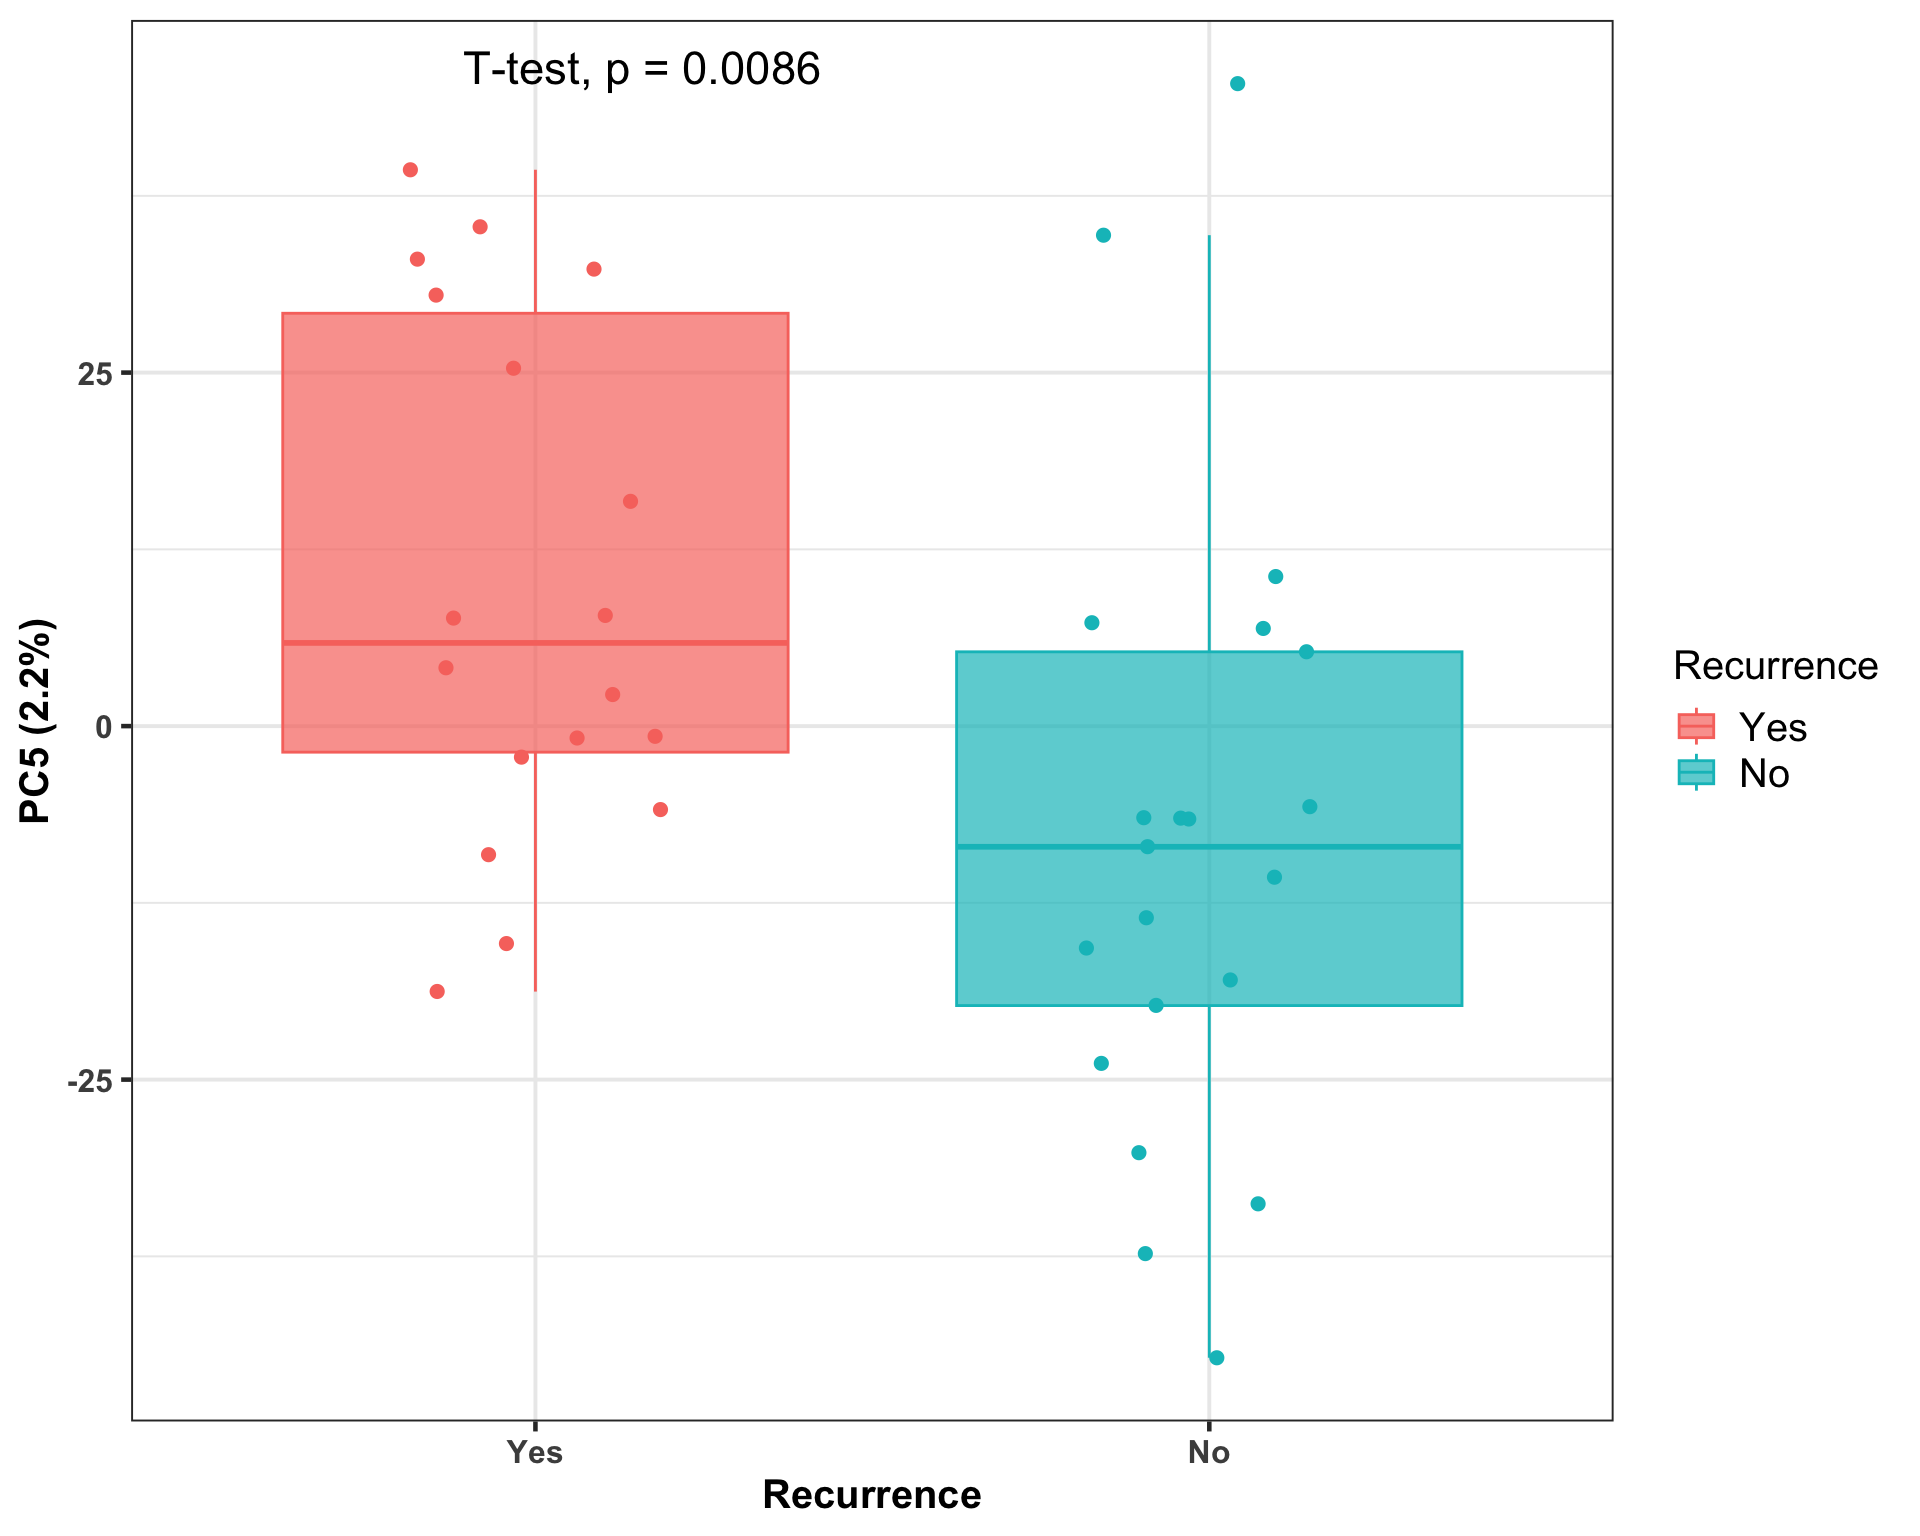 T-test, p = 0.0086
25
0
-25
PC5 (2.2%)
Yes
No
Recurrence
Recurrence
Yes
No